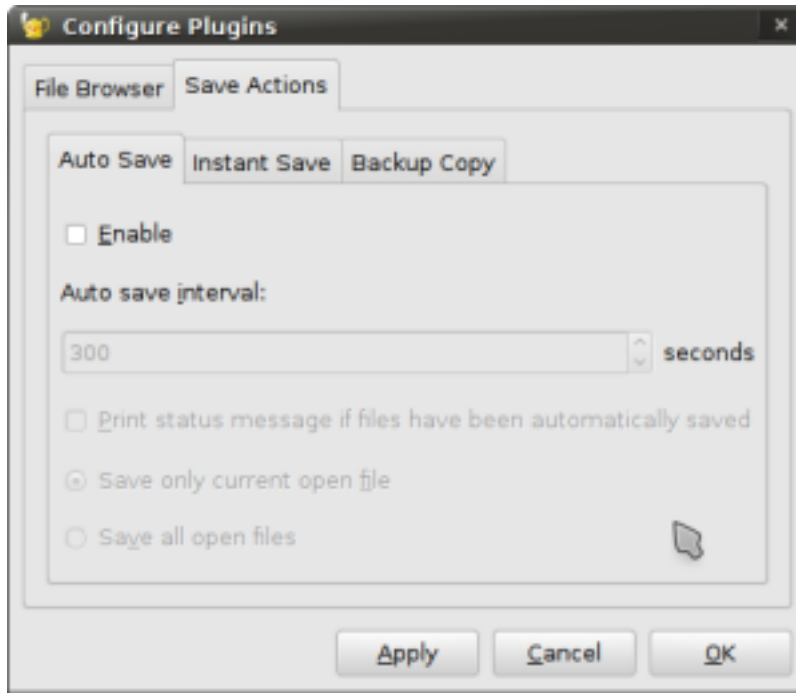 Configure Plugins
File Browser Save Actions
Auto Save Instant Save Backup Copy
Enable
Auto save interval:
300 seconds
Print status message if files have been automatically saved
Save only current open file
Save all open files
Apply Cancel OK